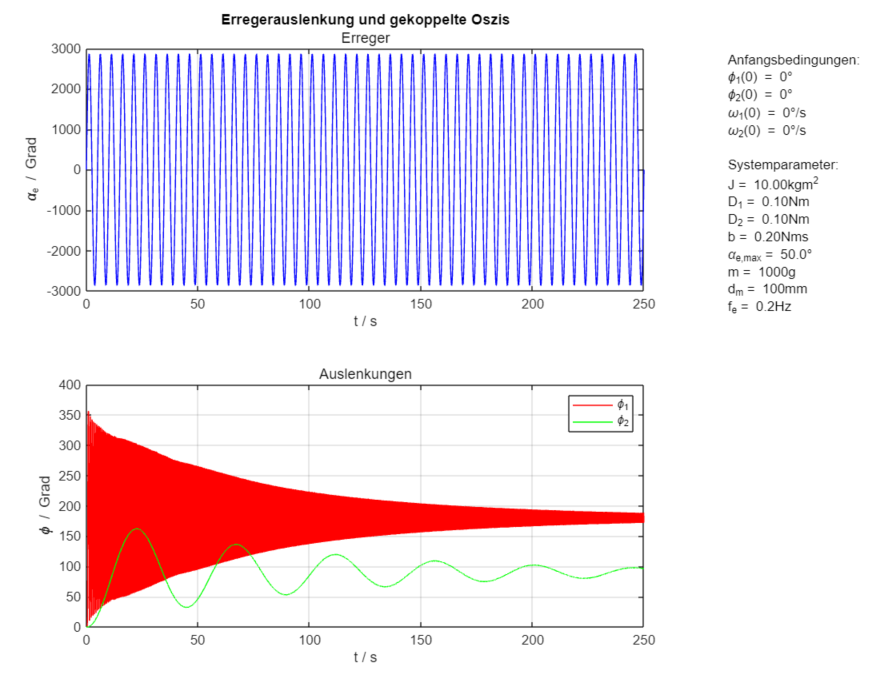 Erregerauslenkung und gekoppelte Oszis
Erreger
3000
2000
1000
0
-1000
-2000
-3000
αe / Grad
0 50 100 150 200 250
t / s
Anfangsbedingungen:
ϕ1(0) = 0°
ϕ2(0) = 0°
ω1(0) = 0°/s
ω2(0) = 0°/s
Systemparameter:
J = 10.00kgm²
D1 = 0.10Nm
D2 = 0.10Nm
b = 0.20Nms
αe,max = 50.0°
m = 1000g
dm = 100mm
fe = 0.2Hz
Auslenkungen
400
350
300
250
200
150
100
50
0
ϕ / Grad
ϕ1
ϕ2
0 50 100 150 200 250
t / s